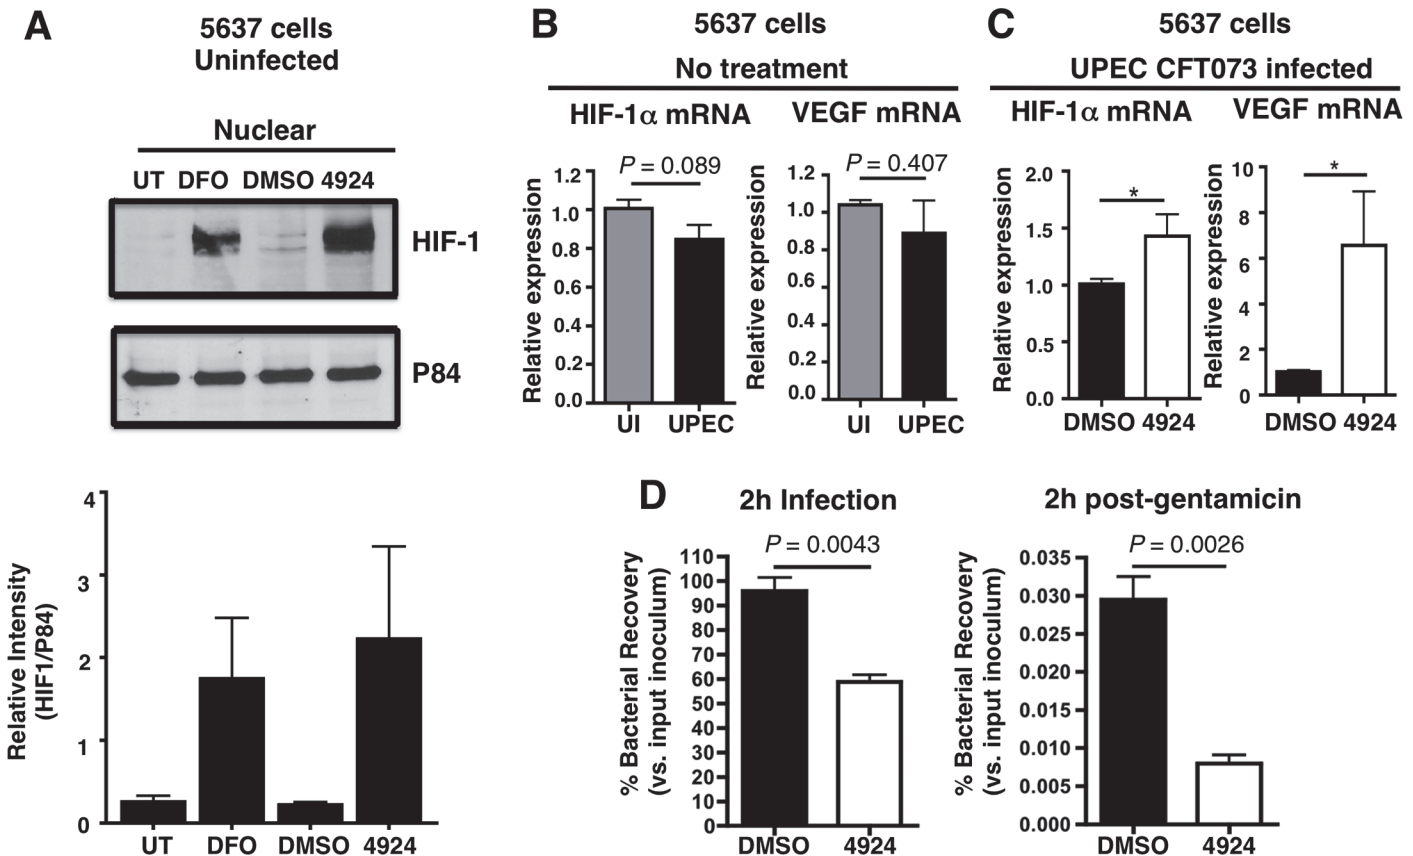 A
5637 cells
Uninfected
Nuclear
UT DFO DMSO 4924
HIF-1
P84
4
3
2
1
0
Relative Intensity
(HIF1/P84)
UT DFO DMSO 4924
B
5637 cells
No treatment
HIF-1α mRNA
VEGF mRNA
P = 0.089
1.2
1.0
0.8
0.6
0.4
0.2
0.0
Relative expression
UI UPEC
P = 0.407
1.2
1.0
0.8
0.6
0.4
0.2
0.0
Relative expression
UI UPEC
C
5637 cells
UPEC CFT073 infected
HIF-1α mRNA
VEGF mRNA
*
2.0
1.5
1.0
0.5
0.0
Relative expression
DMSO 4924
*
10
8
6
4
2
0
Relative expression
DMSO 4924
D
2h Infection
P = 0.0043
110
100
90
80
70
60
50
40
30
20
10
0
% Bacterial Recovery
(vs. input inoculum)
DMSO 4924
2h post-gentamicin
P = 0.0026
0.035
0.030
0.025
0.020
0.015
0.010
0.005
0.000
% Bacterial Recovery
(vs. input inoculum)
DMSO 4924